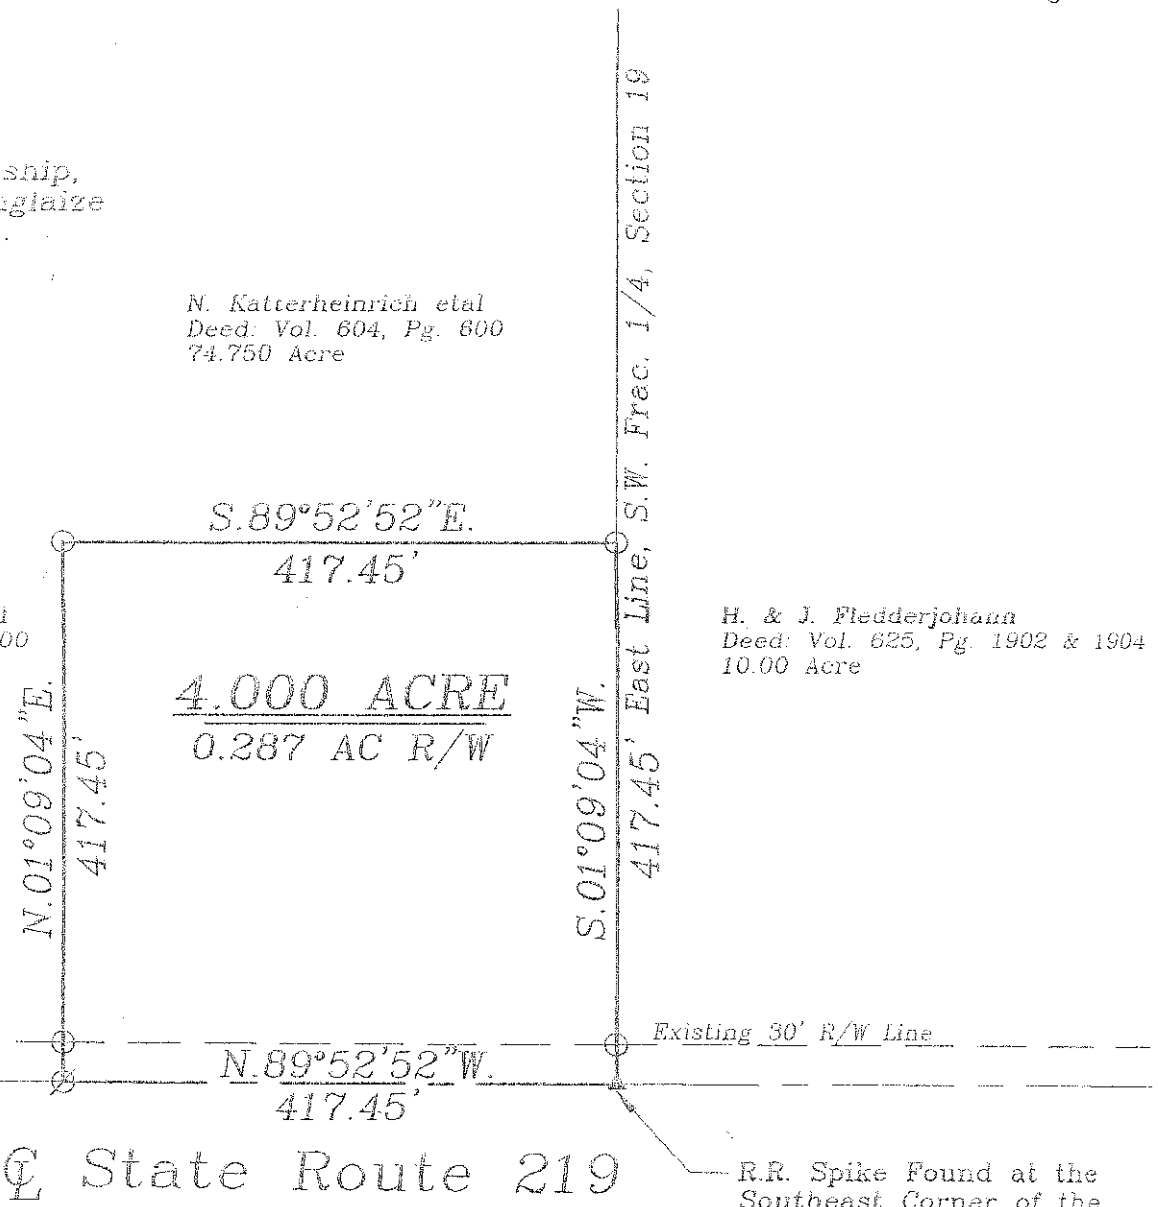 ship,
glaize
N. Katterheinrich etal
Deed: Vol. 604, Pg. 600
74.750 Acre
East Line, S.W. Frac. 1/4, Section 19
S.89°52'52"E.
417.45'
00
H. & J. Fledderjohann
Deed: Vol. 625, Pg. 1902 & 1904
10.00 Acre
4.000 ACRE
0.287 AC R/W
N.01°09'04"E.
417.45'
S.01°09'04"W.
417.45'
Existing 30' R/W Line
N.89°52'52"W.
417.45'
℄ State Route 219
R.R. Spike Found at the
Southeast Corner of the